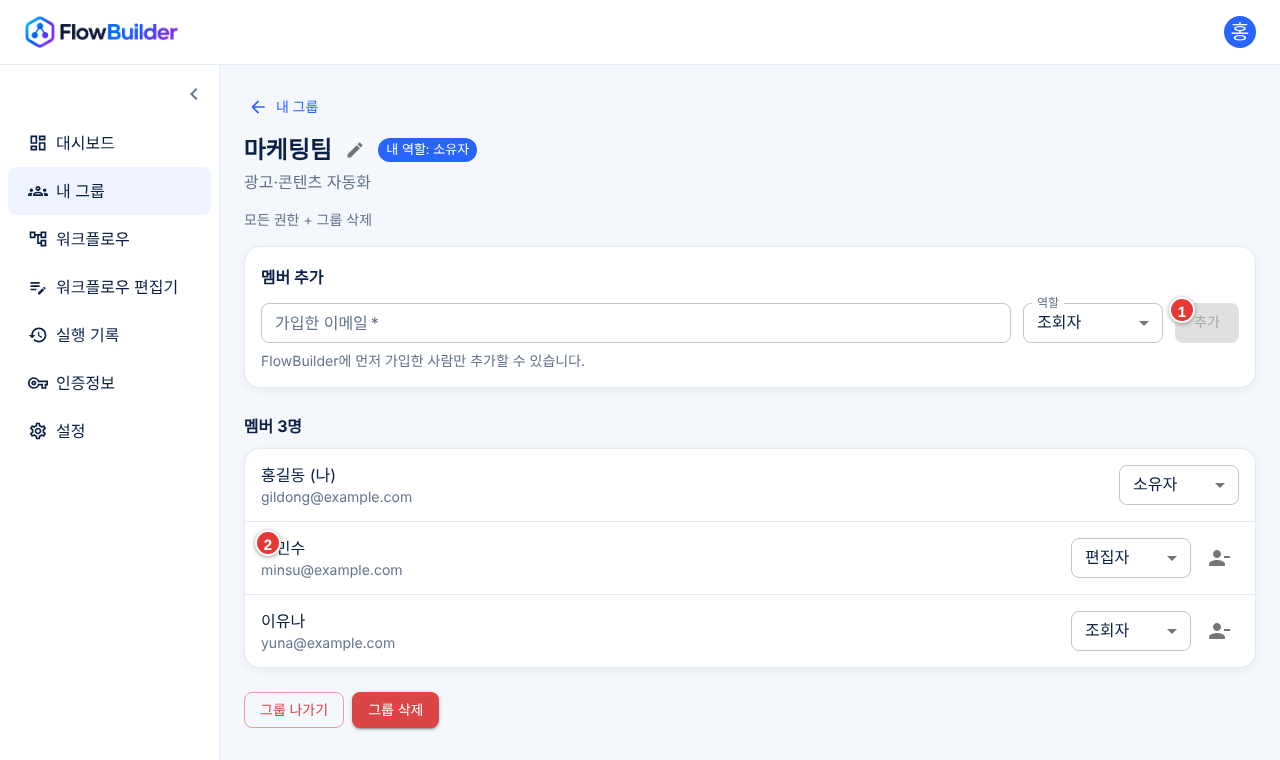 FlowBuilder
홍
대시보드
내 그룹
워크플로우
워크플로우 편집기
실행 기록
인증정보
설정
내 그룹
마케팅팀
내 역할: 소유자
광고·콘텐츠 자동화
모든 권한 + 그룹 삭제
멤버 추가
가입한 이메일 *
역할
조회자
1
추가
FlowBuilder에 먼저 가입한 사람만 추가할 수 있습니다.
멤버 3명
홍길동 (나)
gildong@example.com
소유자
2
민수
minsu@example.com
편집자
이유나
yuna@example.com
조회자
그룹 나가기
그룹 삭제